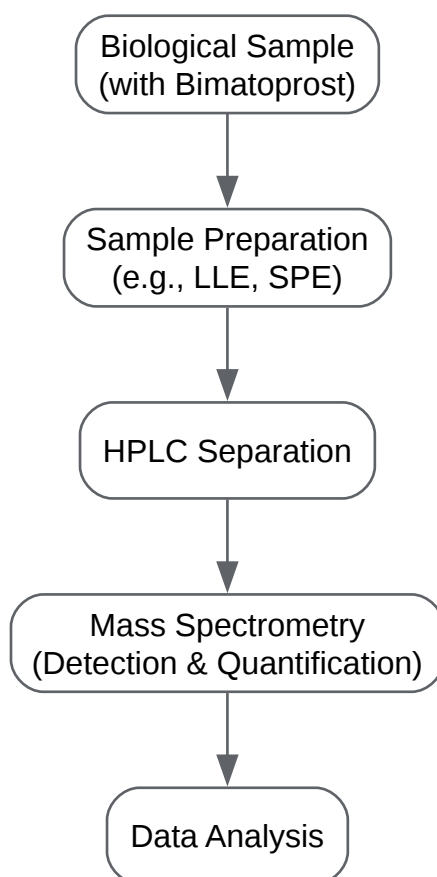 Biological Sample
(with Bimatoprost)
Sample Preparation
(e.g., LLE, SPE)
HPLC Separation
Mass Spectrometry
(Detection & Quantification)
Data Analysis